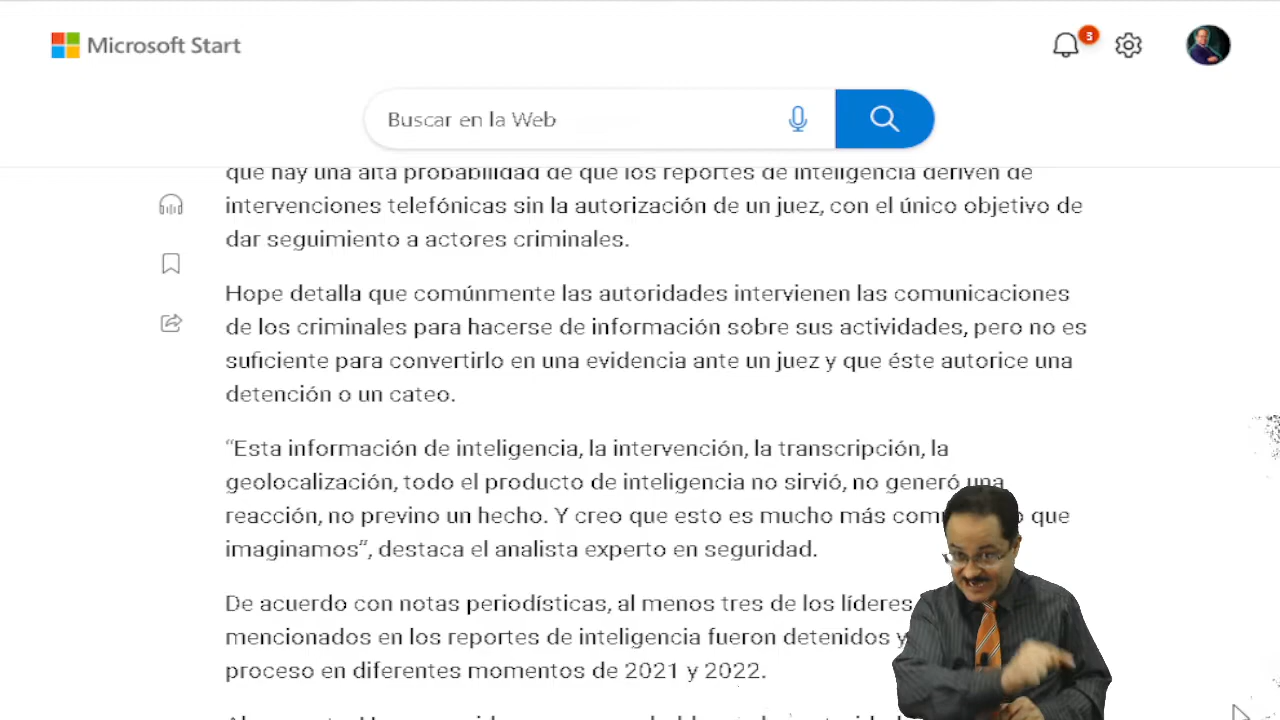 Microsoft Start
3
Buscar en la Web
que hay una alta probabilidad de que los reportes de inteligencia deriven de
intervenciones telefónicas sin la autorización de un juez, con el único objetivo de
dar seguimiento a actores criminales.
Hope detalla que comúnmente las autoridades intervienen las comunicaciones
de los criminales para hacerse de información sobre sus actividades, pero no es
suficiente para convertirlo en una evidencia ante un juez y que éste autorice una
detención o un cateo.
“Esta información de inteligencia, la intervención, la transcripción, la
geolocalización, todo el producto de inteligencia no sirvió, no generó una
reacción, no previno un hecho. Y creo que esto es mucho más que
imaginamos”, destaca el analista experto en seguridad.
De acuerdo con notas periodísticas, al menos tres de los líderes
mencionados en los reportes de inteligencia fueron detenidos y
proceso en diferentes momentos de 2021 y 2022.